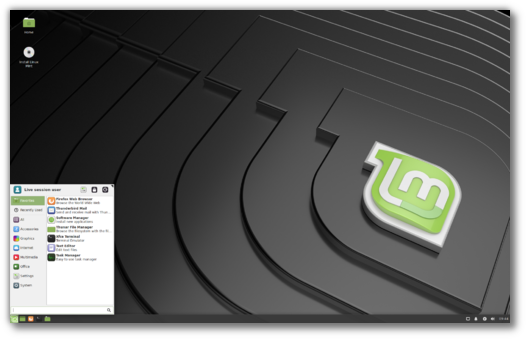 Home
Install Linux
Mint
Live session user
Favorites
Recently Used
All
Accessories
Graphics
Internet
Multimedia
Office
Settings
System
Firefox Web Browser
Browse the World Wide Web
Thunderbird Mail
Send and receive mail with Thun...
Software Manager
Install new applications
Thunar File Manager
Browse the filesystem with the fil...
Xfce Terminal
Terminal Emulator
Text Editor
Edit text files
Task Manager
Easy to use task manager